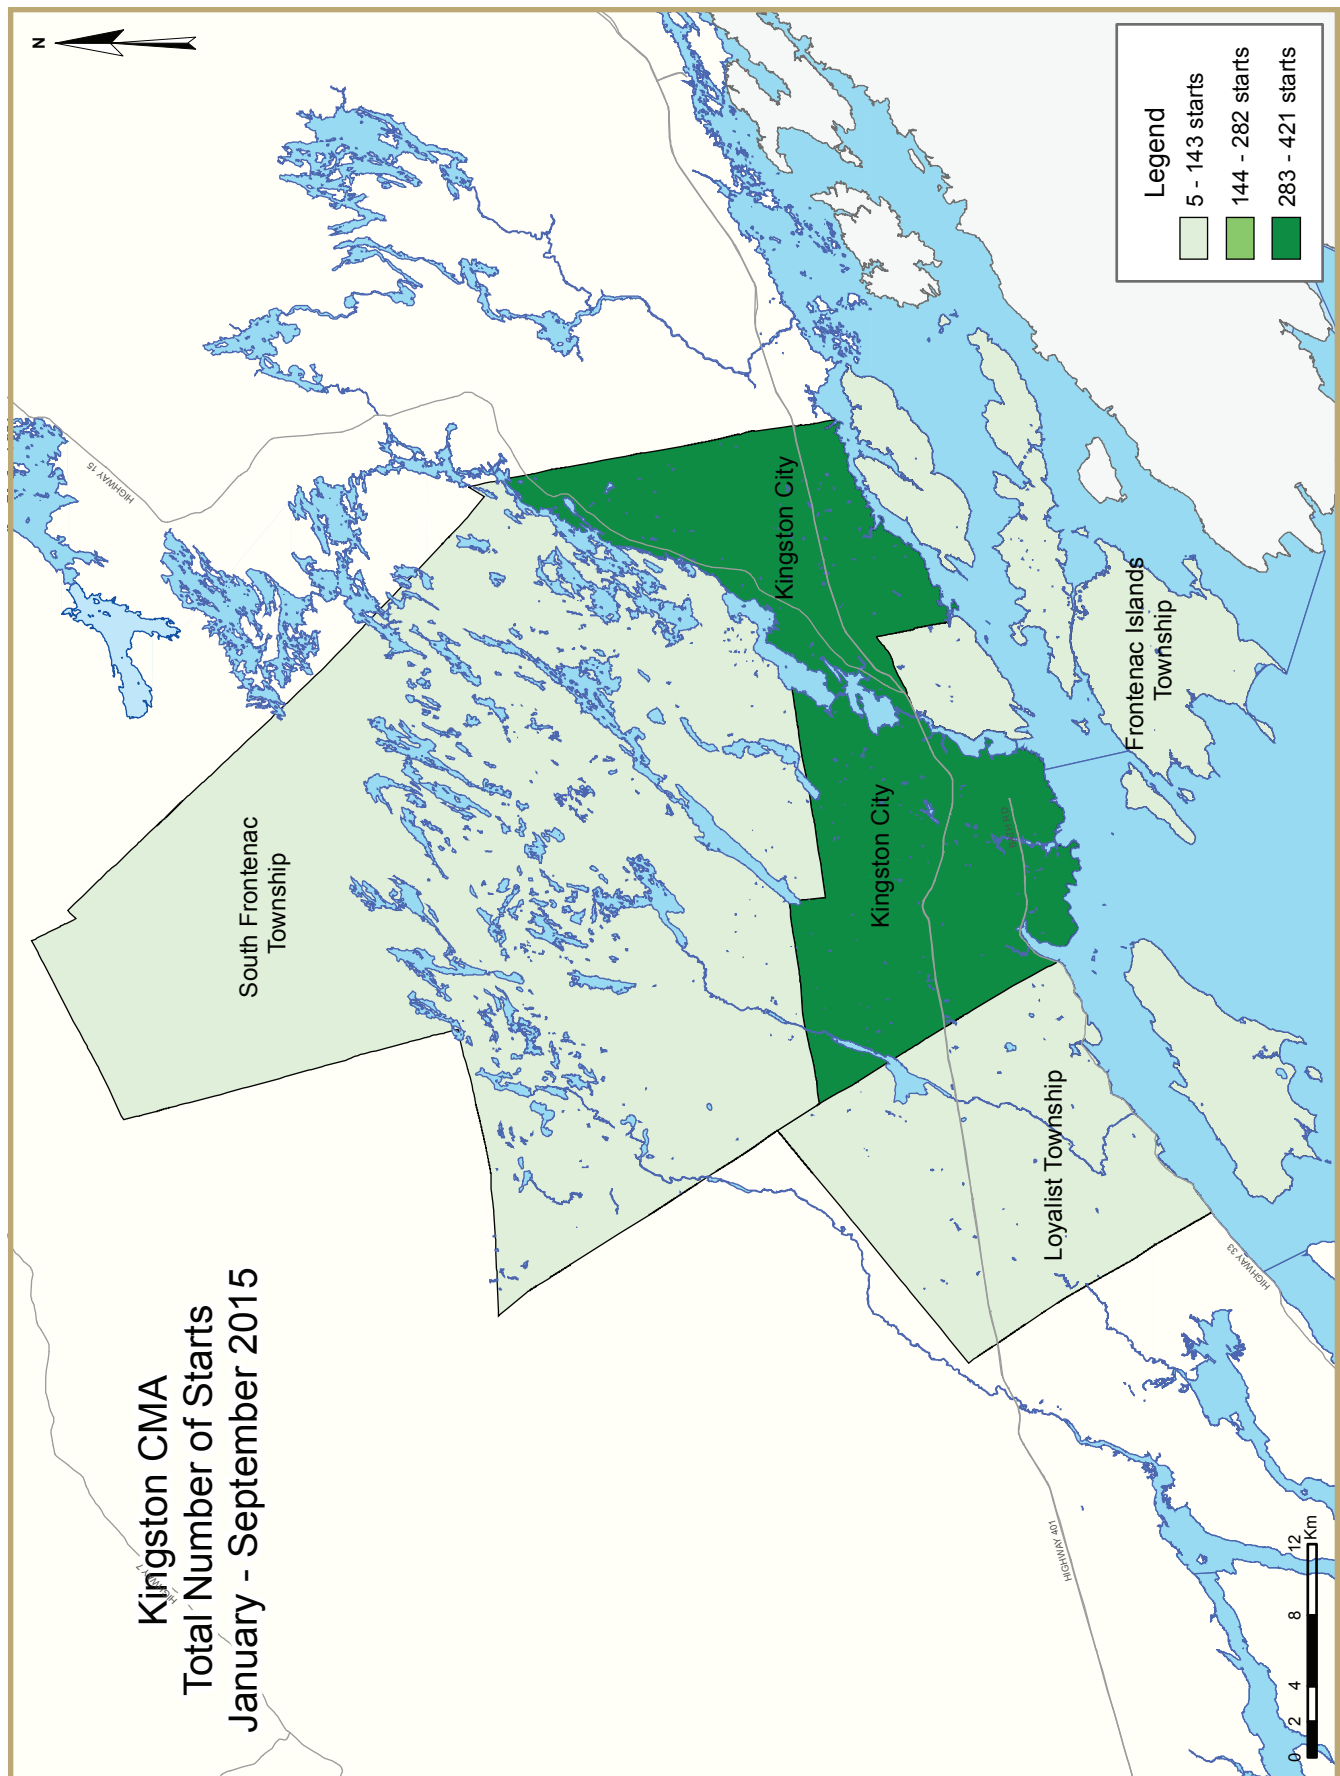 Kingston CMA
Total Number of Starts
January - September 2015
N
HIGHWAY 7
HIGHWAY 15
South Frontenac
Township
Kingston City
Kingston City
Loyalist Township
Frontenac Islands
Township
HIGHWAY 401
HIGHWAY 33
Legend
5 - 143 starts
144 - 282 starts
283 - 421 starts
0 2 4 8 12
Km